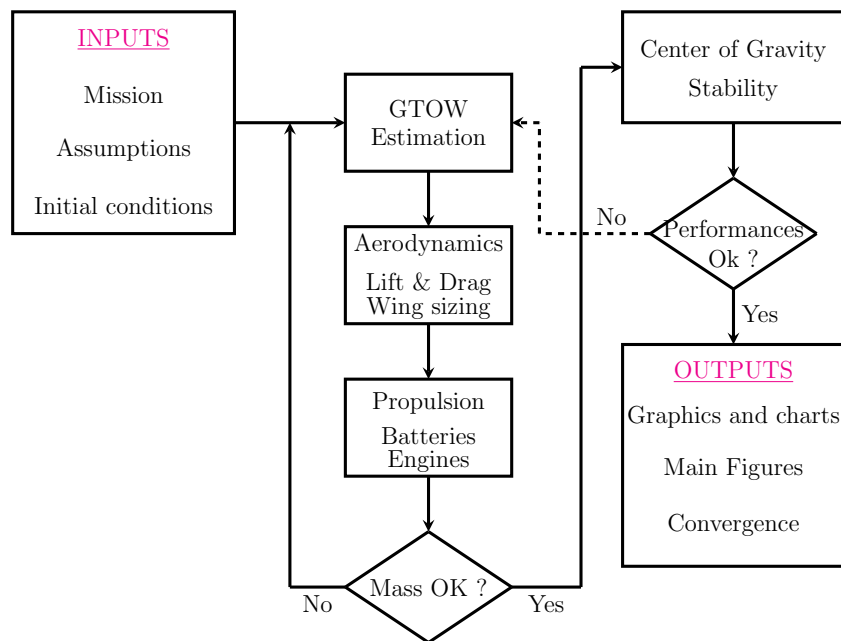 INPUTS
Mission
Assumptions
Initial conditions
GTOW
Estimation
Aerodynamics
Lift & Drag
Wing sizing
Propulsion
Batteries
Engines
Mass OK ?
No
Yes
Center of Gravity
Stability
Performances
Ok ?
No
Yes
OUTPUTS
Graphics and charts
Main Figures
Convergence